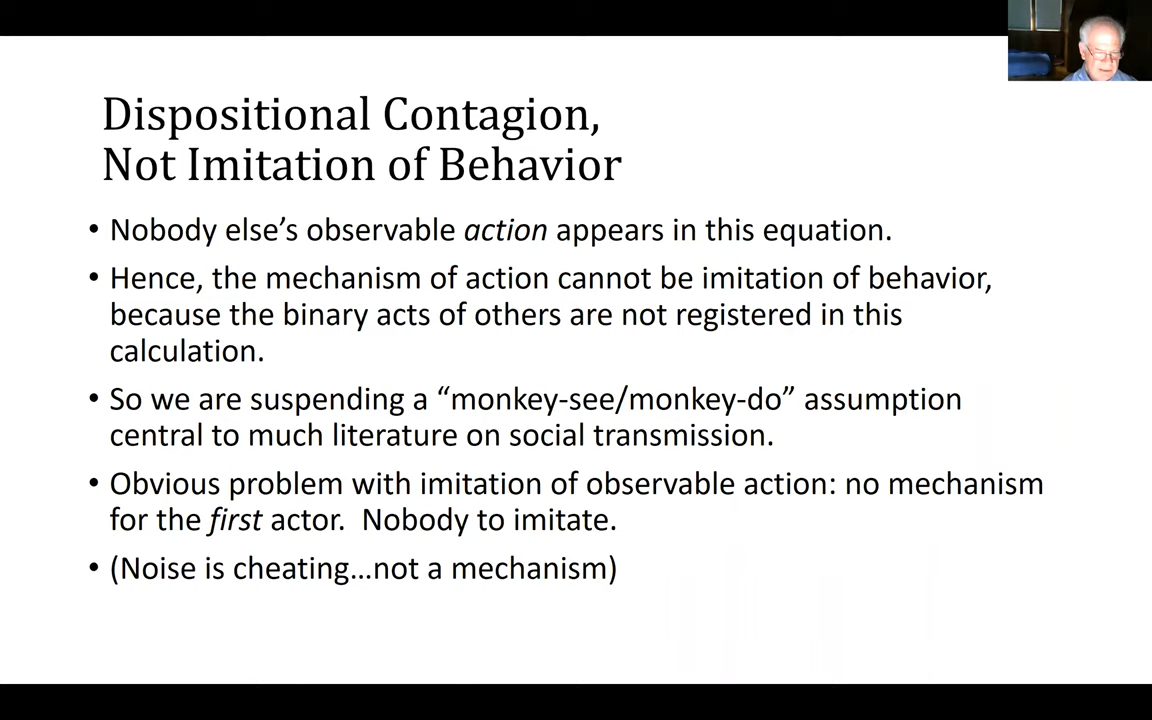 Dispositional Contagion,
Not Imitation of Behavior
• Nobody else’s observable action appears in this equation.
• Hence, the mechanism of action cannot be imitation of behavior,
because the binary acts of others are not registered in this
calculation.
• So we are suspending a “monkey-see/monkey-do” assumption
central to much literature on social transmission.
• Obvious problem with imitation of observable action: no mechanism
for the first actor.  Nobody to imitate.
• (Noise is cheating…not a mechanism)